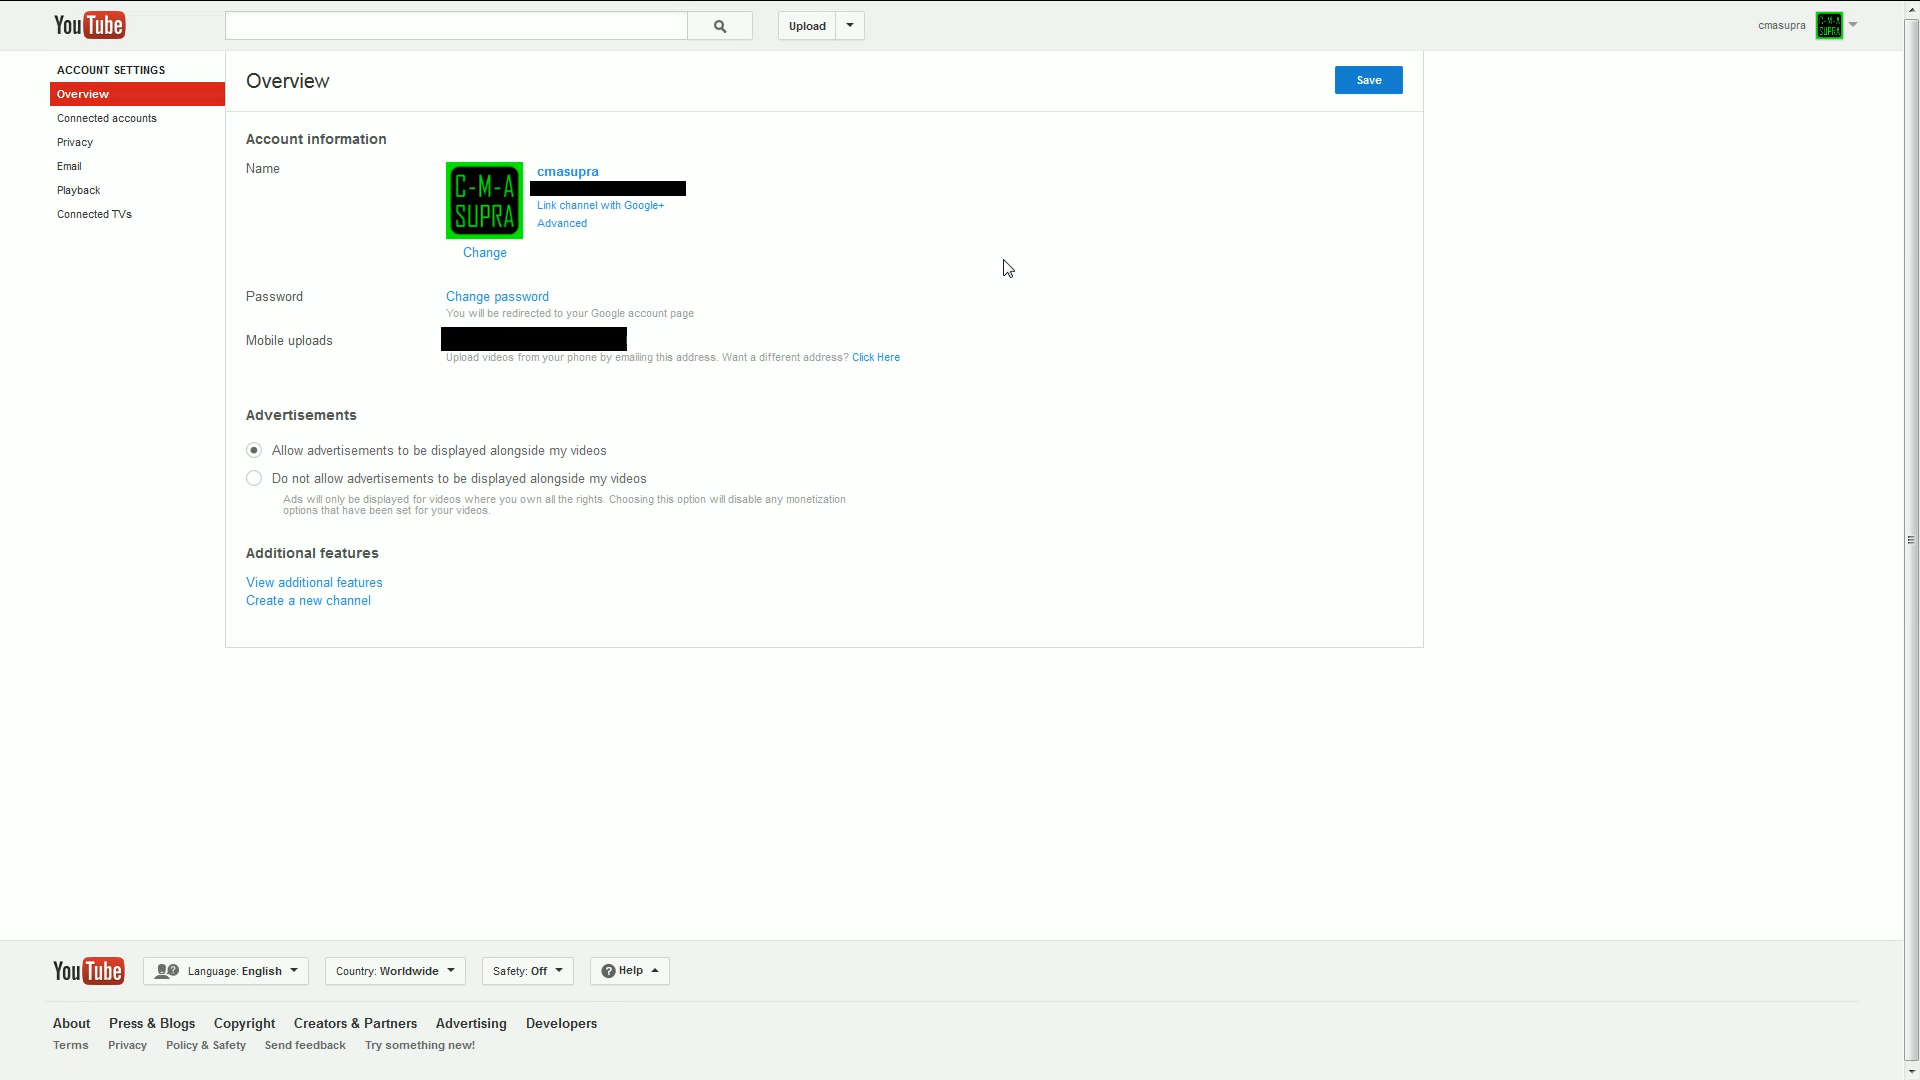 YouTube
Upload
cmasupra
C-M-A
SUPRA
ACCOUNT SETTINGS
Overview
Connected accounts
Privacy
Email
Playback
Connected TVs
Overview
Save
Account information
Name
C-M-A
SUPRA
cmasupra
Link channel with Google+
Advanced
Change
Password
Change password
You will be redirected to your Google account page
Mobile uploads
Upload videos from your phone by emailing this address. Want a different address? Click Here
Advertisements
Allow advertisements to be displayed alongside my videos
Do not allow advertisements to be displayed alongside my videos
Ads will only be displayed for videos where you own all the rights. Choosing this option will disable any monetization
options that have been set for your videos.
Additional features
View additional features
Create a new channel
YouTube
Language: English
Country: Worldwide
Safety: Off
? Help
About Press & Blogs Copyright Creators & Partners Advertising Developers
Terms Privacy Policy & Safety Send feedback Try something new!